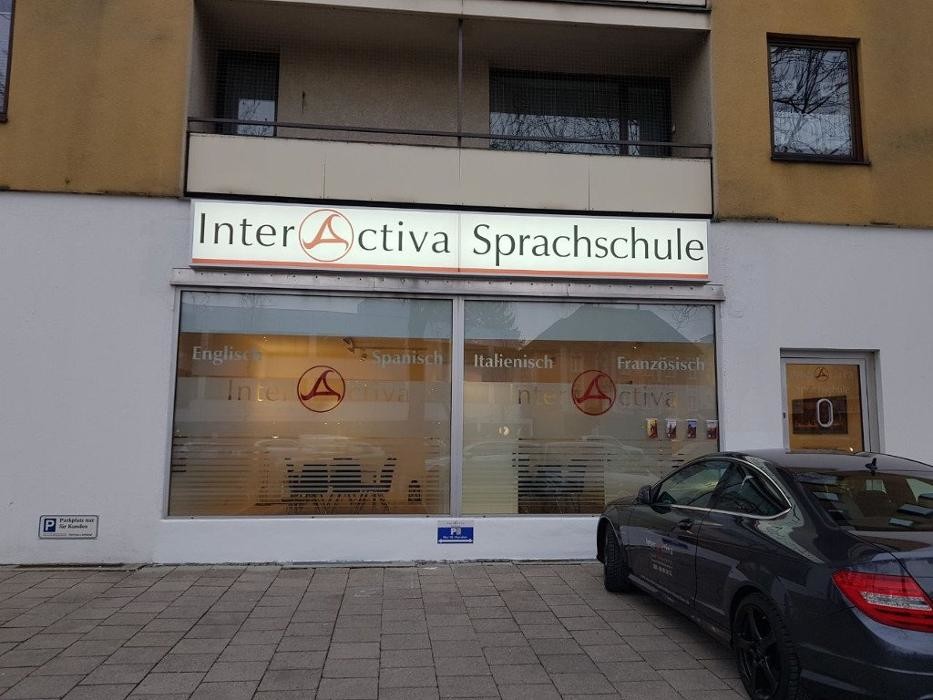 InterActiva Sprachschule
Englisch Spanisch Italienisch Französisch
InterActiva InterActiva
P Parkplatz nur
für Kunden
P